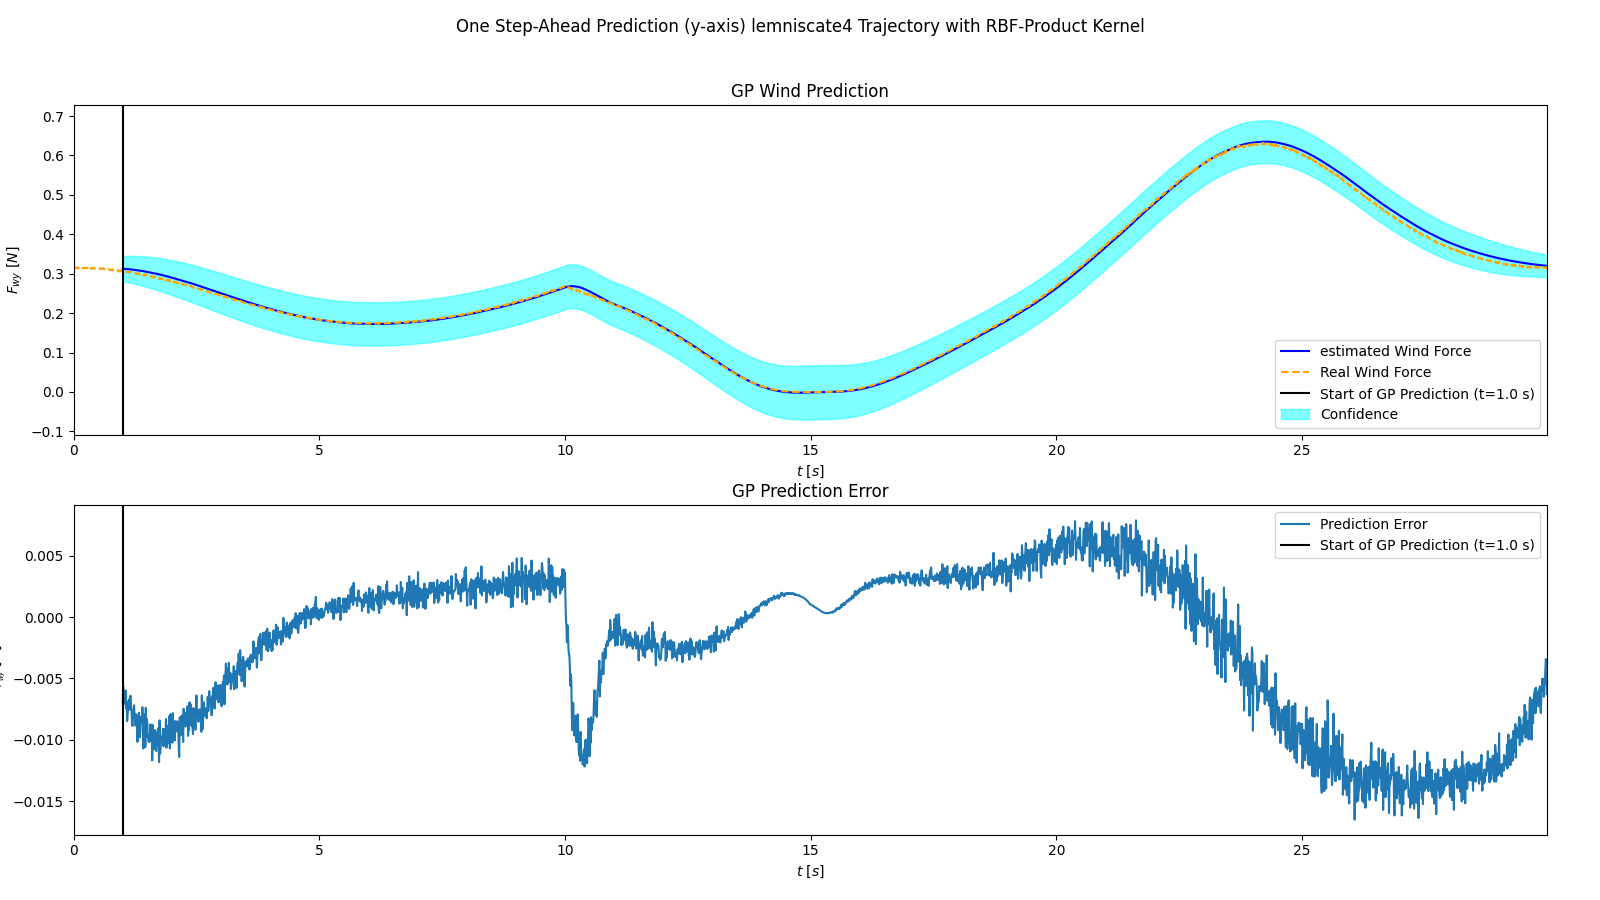 One Step-Ahead Prediction (y-axis) lemniscate4 Trajectory with RBF-Product Kernel
GP Wind Prediction
0.7
0.6
0.5
0.4
0.3
0.2
0.1
0.0
−0.1
F_wy [N]
estimated Wind Force
Real Wind Force
Start of GP Prediction (t=1.0 s)
Confidence
0 5 10 15 20 25
t [s]
GP Prediction Error
0.005
0.000
−0.005
−0.010
−0.015
Prediction Error
Start of GP Prediction (t=1.0 s)
0 5 10 15 20 25
t [s]